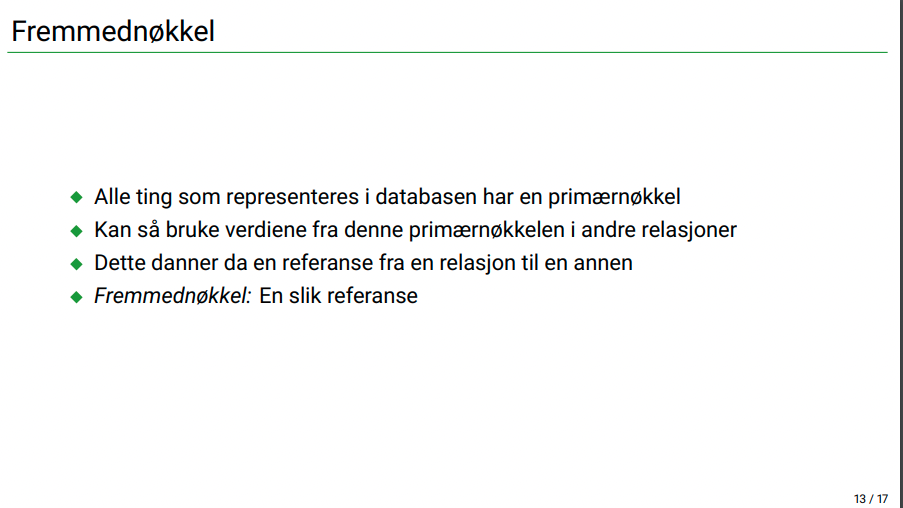 Fremmednøkkel
Alle ting som representeres i databasen har en primærnøkkel
Kan så bruke verdiene fra denne primærnøkkelen i andre relasjoner
Dette danner da en referanse fra en relasjon til en annen
Fremmednøkkel: En slik referanse
13 / 17